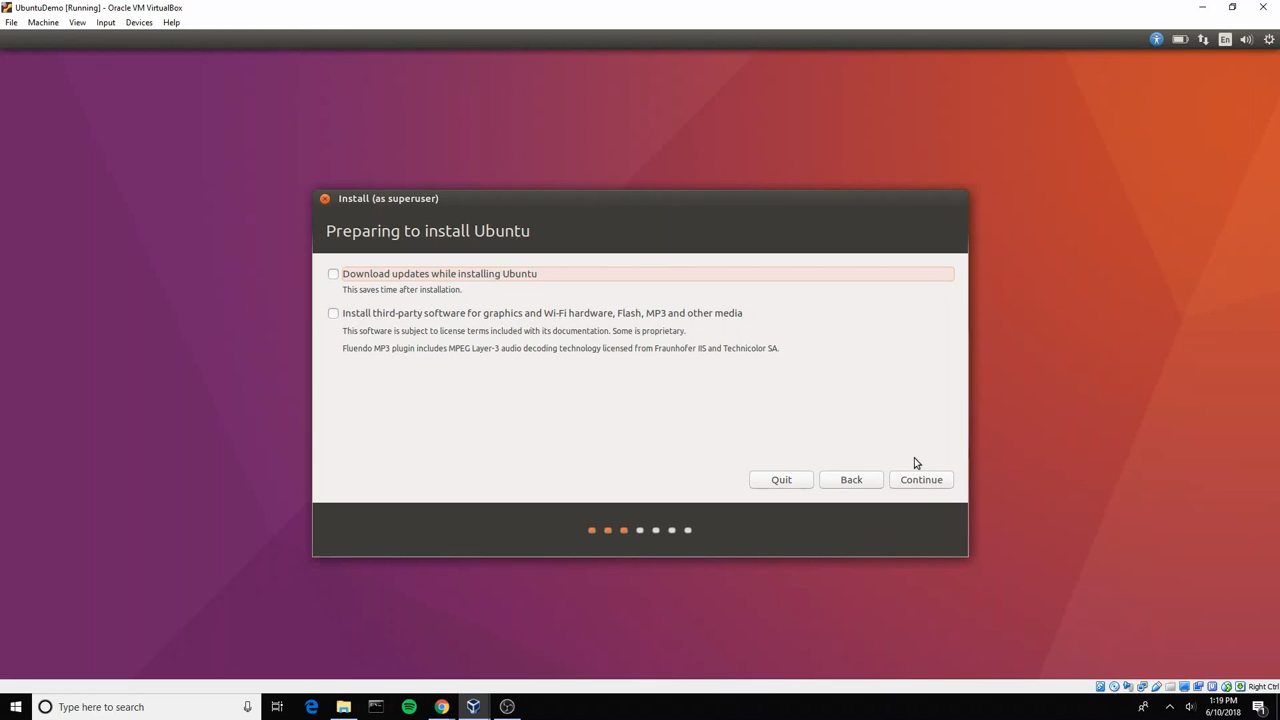 UbuntuDemo [Running] - Oracle VM VirtualBox
File Machine View Input Devices Help
En
Install (as superuser)
Preparing to install Ubuntu
Download updates while installing Ubuntu
This saves time after installation.
Install third-party software for graphics and Wi-Fi hardware, Flash, MP3 and other media
This software is subject to license terms included with its documentation. Some is proprietary.
Fluendo MP3 plugin includes MPEG Layer-3 audio decoding technology licensed from Fraunhofer IIS and Technicolor SA.
Quit Back Continue
Right Ctrl
Type here to search
1:19 PM
6/10/2018
1